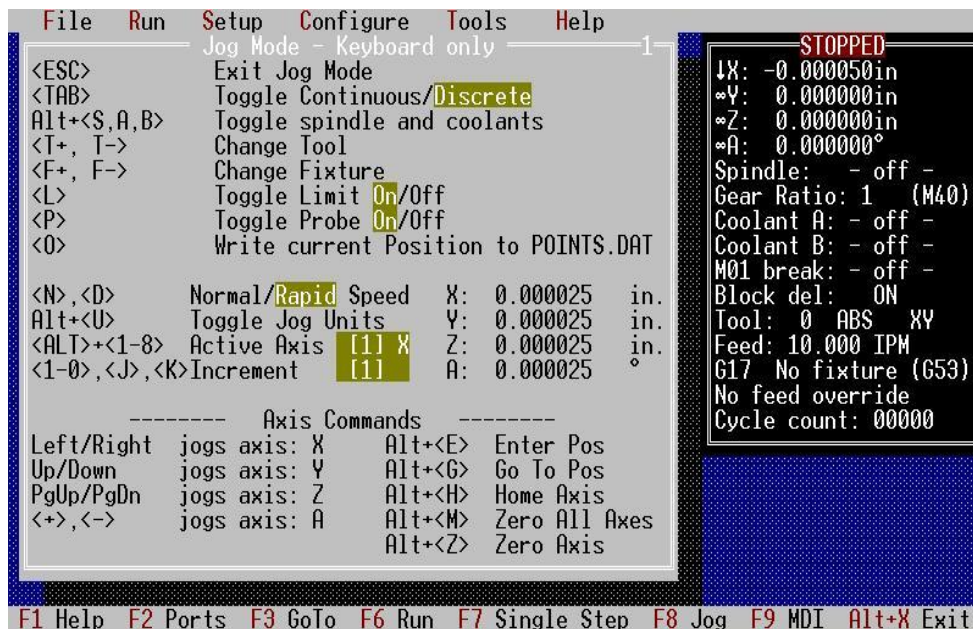 File  Run  Setup  Configure  Tools  Help
Jog Mode - Keyboard only  1
<ESC>  Exit Jog Mode
<TAB>  Toggle Continuous/Discrete
Alt+<S,A,B>  Toggle spindle and coolants
<T+, T->  Change Tool
<F+, F->  Change Fixture
<L>  Toggle Limit On/Off
<P>  Toggle Probe On/Off
<O>  Write current Position to POINTS.DAT
<N>,<D>  Normal/Rapid Speed  X:  0.000025  in.
Alt+<U>  Toggle Jog Units  Y:  0.000025  in.
<ALT>+<1-8>  Active Axis  [1] X  Z:  0.000025  in.
<1-0>,<J>,<K>Increment  [1]  A:  0.000025  °
--------  Axis Commands  --------
Left/Right  jogs axis: X  Alt+<E>  Enter Pos
Up/Down  jogs axis: Y  Alt+<G>  Go To Pos
PgUp/PgDn  jogs axis: Z  Alt+<H>  Home Axis
<+>,<->  jogs axis: A  Alt+<M>  Zero All Axes
Alt+<Z>  Zero Axis
STOPPED
↓X: -0.000050in
∞Y:  0.000000in
∞Z:  0.000000in
∞A:  0.000000°
Spindle:  - off -
Gear Ratio: 1  (M40)
Coolant A: - off -
Coolant B: - off -
M01 break: - off -
Block del:  ON
Tool:  0  ABS  XY
Feed: 10.000 IPM
G17  No fixture (G53)
No feed override
Cycle count: 00000
F1 Help  F2 Ports  F3 GoTo  F6 Run  F7 Single Step  F8 Jog  F9 MDI  Alt+X Exit